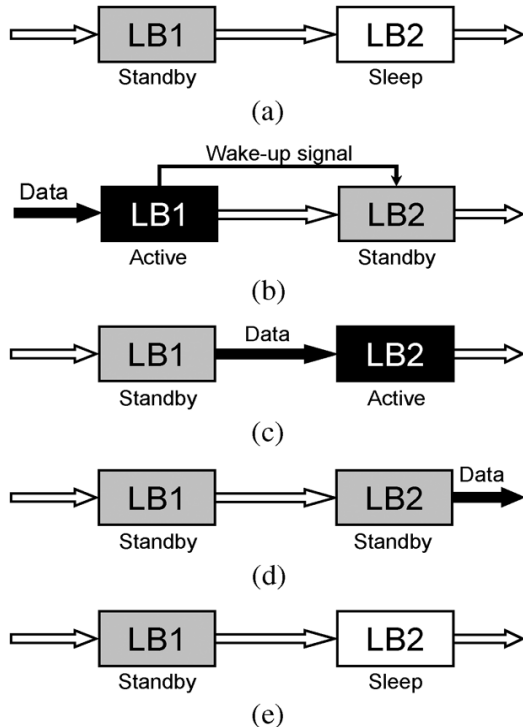 LB1 LB2
Standby Sleep
(a)
Wake-up signal
Data
LB1 LB2
Active Standby
(b)
Data
LB1 LB2
Standby Active
(c)
Data
LB1 LB2
Standby Standby
(d)
LB1 LB2
Standby Sleep
(e)